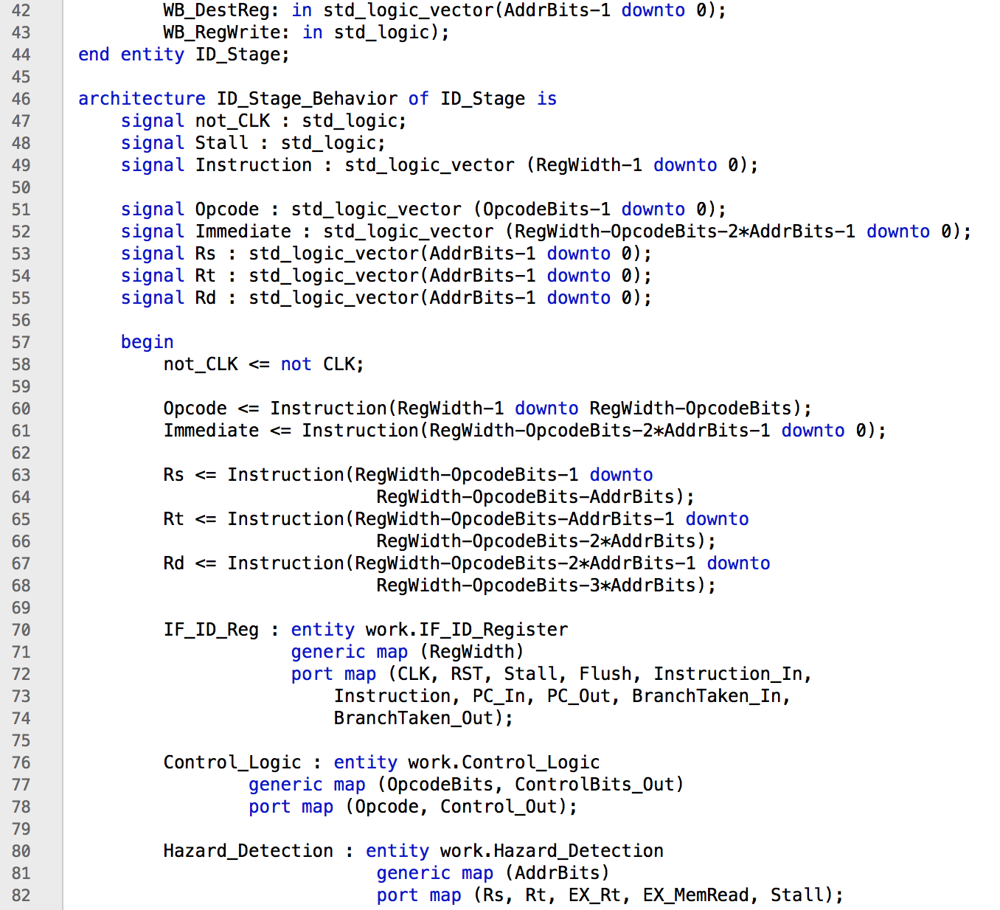 42 WB_DestReg: in std_logic_vector(AddrBits-1 downto 0);
43 WB_RegWrite: in std_logic);
44 end entity ID_Stage;
45
46 architecture ID_Stage_Behavior of ID_Stage is
47 signal not_CLK : std_logic;
48 signal Stall : std_logic;
49 signal Instruction : std_logic_vector (RegWidth-1 downto 0);
50
51 signal Opcode : std_logic_vector (OpcodeBits-1 downto 0);
52 signal Immediate : std_logic_vector (RegWidth-OpcodeBits-2*AddrBits-1 downto 0);
53 signal Rs : std_logic_vector(AddrBits-1 downto 0);
54 signal Rt : std_logic_vector(AddrBits-1 downto 0);
55 signal Rd : std_logic_vector(AddrBits-1 downto 0);
56
57 begin
58 not_CLK <= not CLK;
59
60 Opcode <= Instruction(RegWidth-1 downto RegWidth-OpcodeBits);
61 Immediate <= Instruction(RegWidth-OpcodeBits-2*AddrBits-1 downto 0);
62
63 Rs <= Instruction(RegWidth-OpcodeBits-1 downto
64 RegWidth-OpcodeBits-AddrBits);
65 Rt <= Instruction(RegWidth-OpcodeBits-AddrBits-1 downto
66 RegWidth-OpcodeBits-2*AddrBits);
67 Rd <= Instruction(RegWidth-OpcodeBits-2*AddrBits-1 downto
68 RegWidth-OpcodeBits-3*AddrBits);
69
70 IF_ID_Reg : entity work.IF_ID_Register
71 generic map (RegWidth)
72 port map (CLK, RST, Stall, Flush, Instruction_In,
73 Instruction, PC_In, PC_Out, BranchTaken_In,
74 BranchTaken_Out);
75
76 Control_Logic : entity work.Control_Logic
77 generic map (OpcodeBits, ControlBits_Out)
78 port map (Opcode, Control_Out);
79
80 Hazard_Detection : entity work.Hazard_Detection
81 generic map (AddrBits)
82 port map (Rs, Rt, EX_Rt, EX_MemRead, Stall);